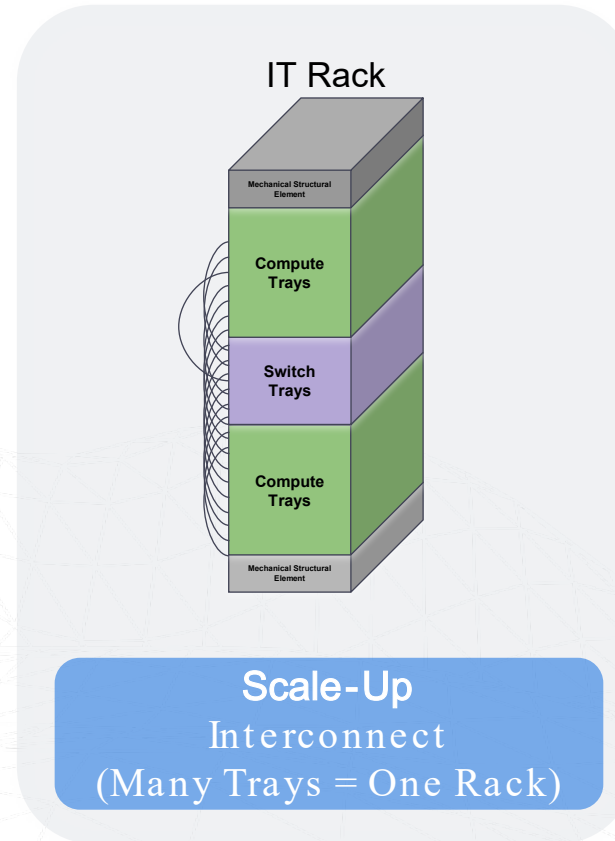 IT Rack
Mechanical Structural
Element
Compute
Trays
Switch
Trays
Compute
Trays
Mechanical Structural
Element
Scale-Up
Interconnect
(Many Trays = One Rack)